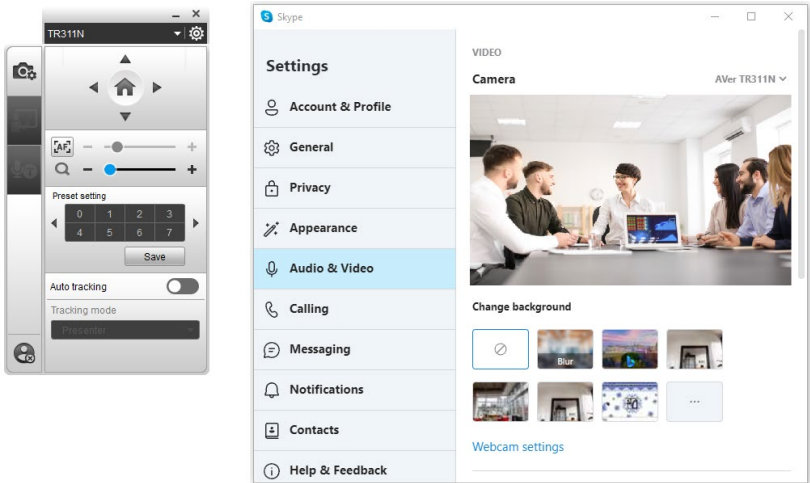 TR311N
[AF]
Preset setting
0 1 2 3
4 5 6 7
Save
Auto tracking
Tracking mode
Presenter
Skype
Settings
Account & Profile
General
Privacy
Appearance
Audio & Video
Calling
Messaging
Notifications
Contacts
Help & Feedback
VIDEO
Camera
AVer TR311N
Change background
Blur
...
Webcam settings